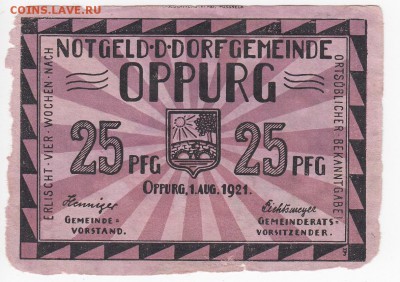 COINS.LAVE.RU
NOTGELD·D·DORFGEMEINDE
OPPURG
ERLISCHT·VIER·WOCHEN·NACH
ORTSÜBLICHER·BEKANNTGABE
25 PFG
25 PFG
OPPURG, 1. AUG. 1921.
Henniger
GEMEINDE-
VORSTAND.
GEMEINDERATS-
VORSITZENDER.